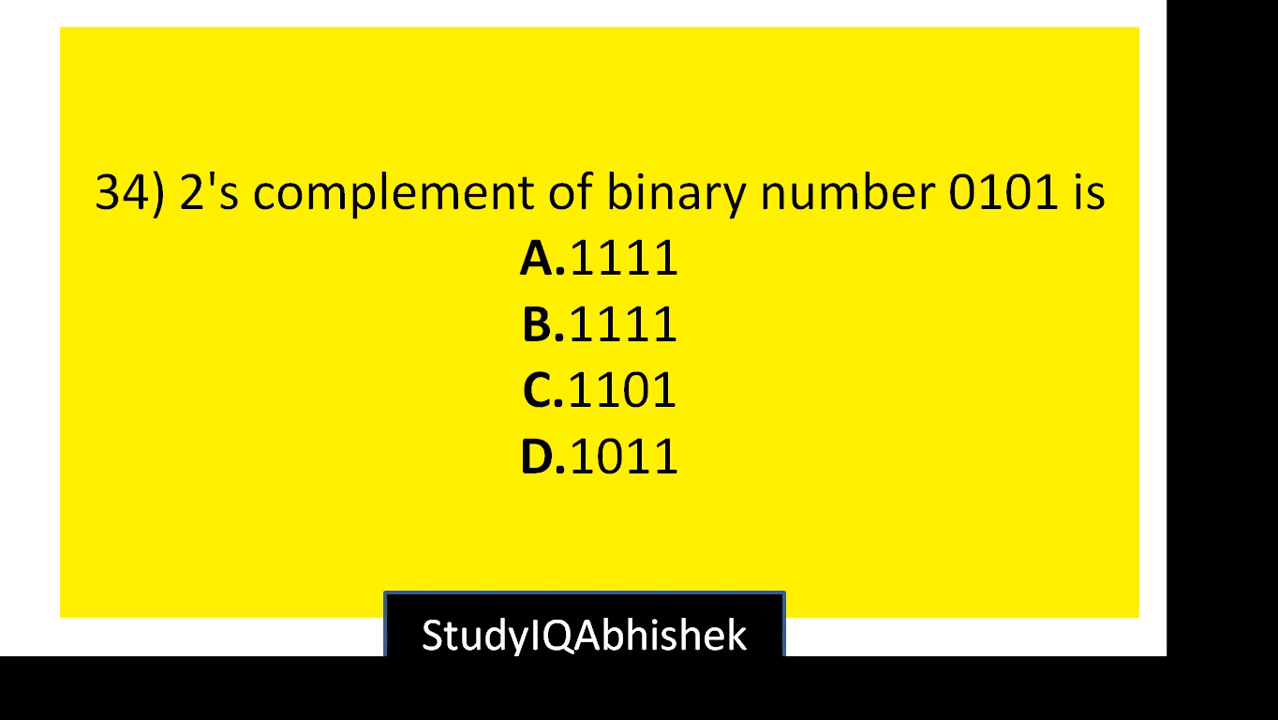 34) 2's complement of binary number 0101 is
A.1111
B.1111
C.1101
D.1011
StudyIQAbhishek